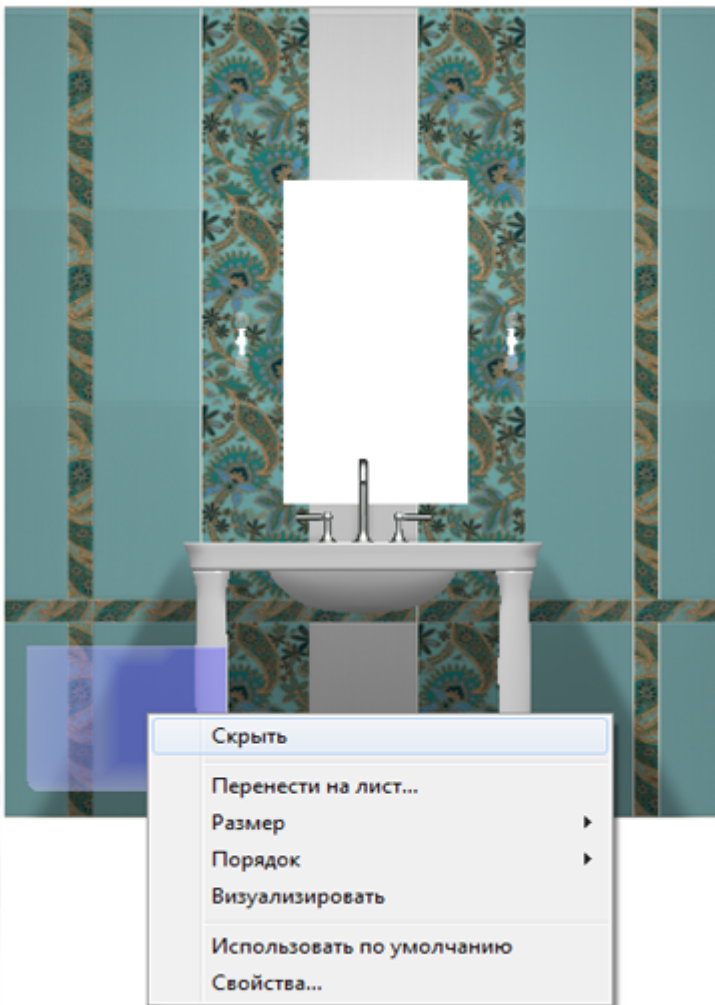 Скрыть
Перенести на лист...
Размер
Порядок
Визуализировать
Использовать по умолчанию
Свойства...